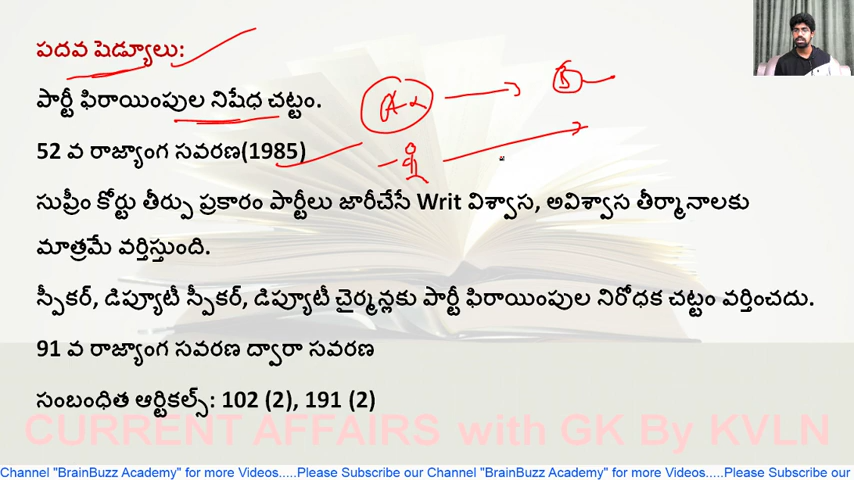 పదవ షెడ్యూలు:
పార్టీ ఫిరాయింపుల నిషేధ చట్టం.
52 వ రాజ్యాంగ సవరణ(1985)
సుప్రీం కోర్టు తీర్పు ప్రకారం పార్టీలు జారీచేసే Writ విశ్వాస, అవిశ్వాస తీర్మానాలకు
మాత్రమే వర్తిస్తుంది.
స్పీకర్, డిప్యూటీ స్పీకర్, డిప్యూటీ చైర్మన్లకు పార్టీ ఫిరాయింపుల నిరోధక చట్టం వర్తించదు.
91 వ రాజ్యాంగ సవరణ ద్వారా సవరణ
సంబంధిత ఆర్టికల్స్: 102 (2), 191 (2)
CURRENT AFFAIRS with GK By KVLN
Channel "BrainBuzz Academy" for more Videos.....Please Subscribe our Channel "BrainBuzz Academy" for more Videos.....Please Subscribe our